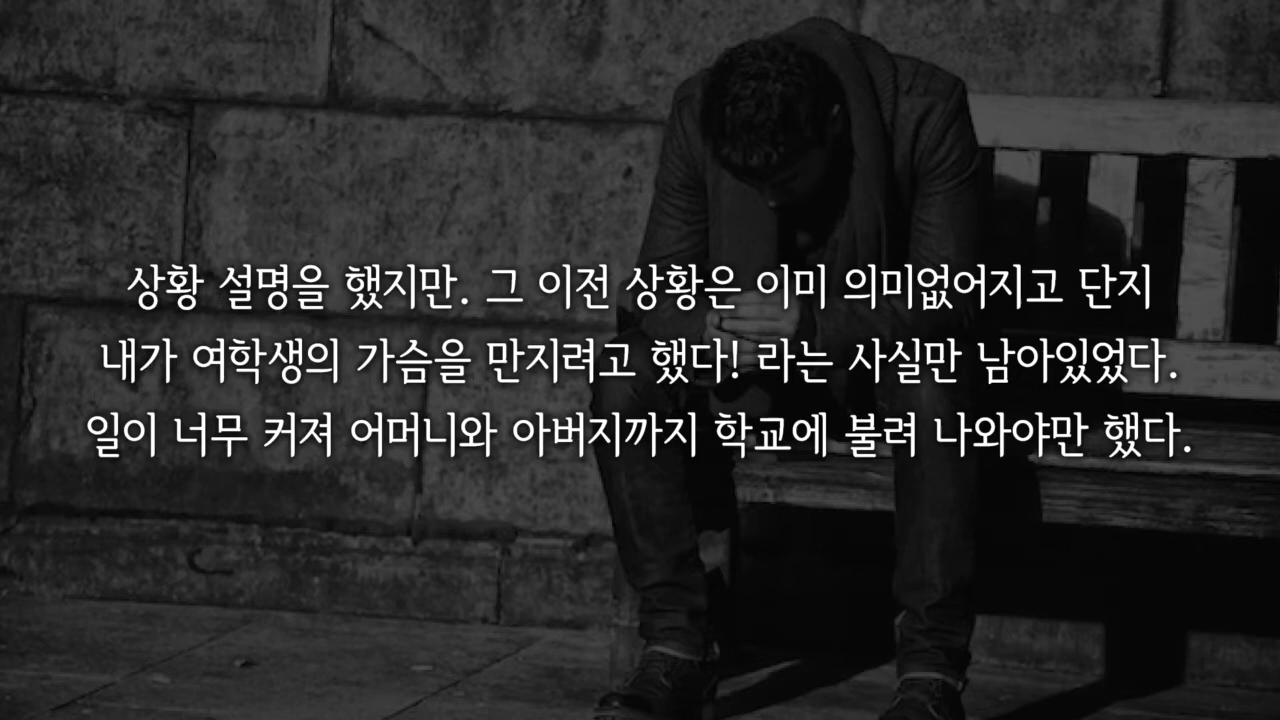 상황 설명을 했지만. 그 이전 상황은 이미 의미없어지고 단지
내가 여학생의 가슴을 만지려고 했다! 라는 사실만 남아있었다.
일이 너무 커져 어머니와 아버지까지 학교에 불려 나와야만 했다.